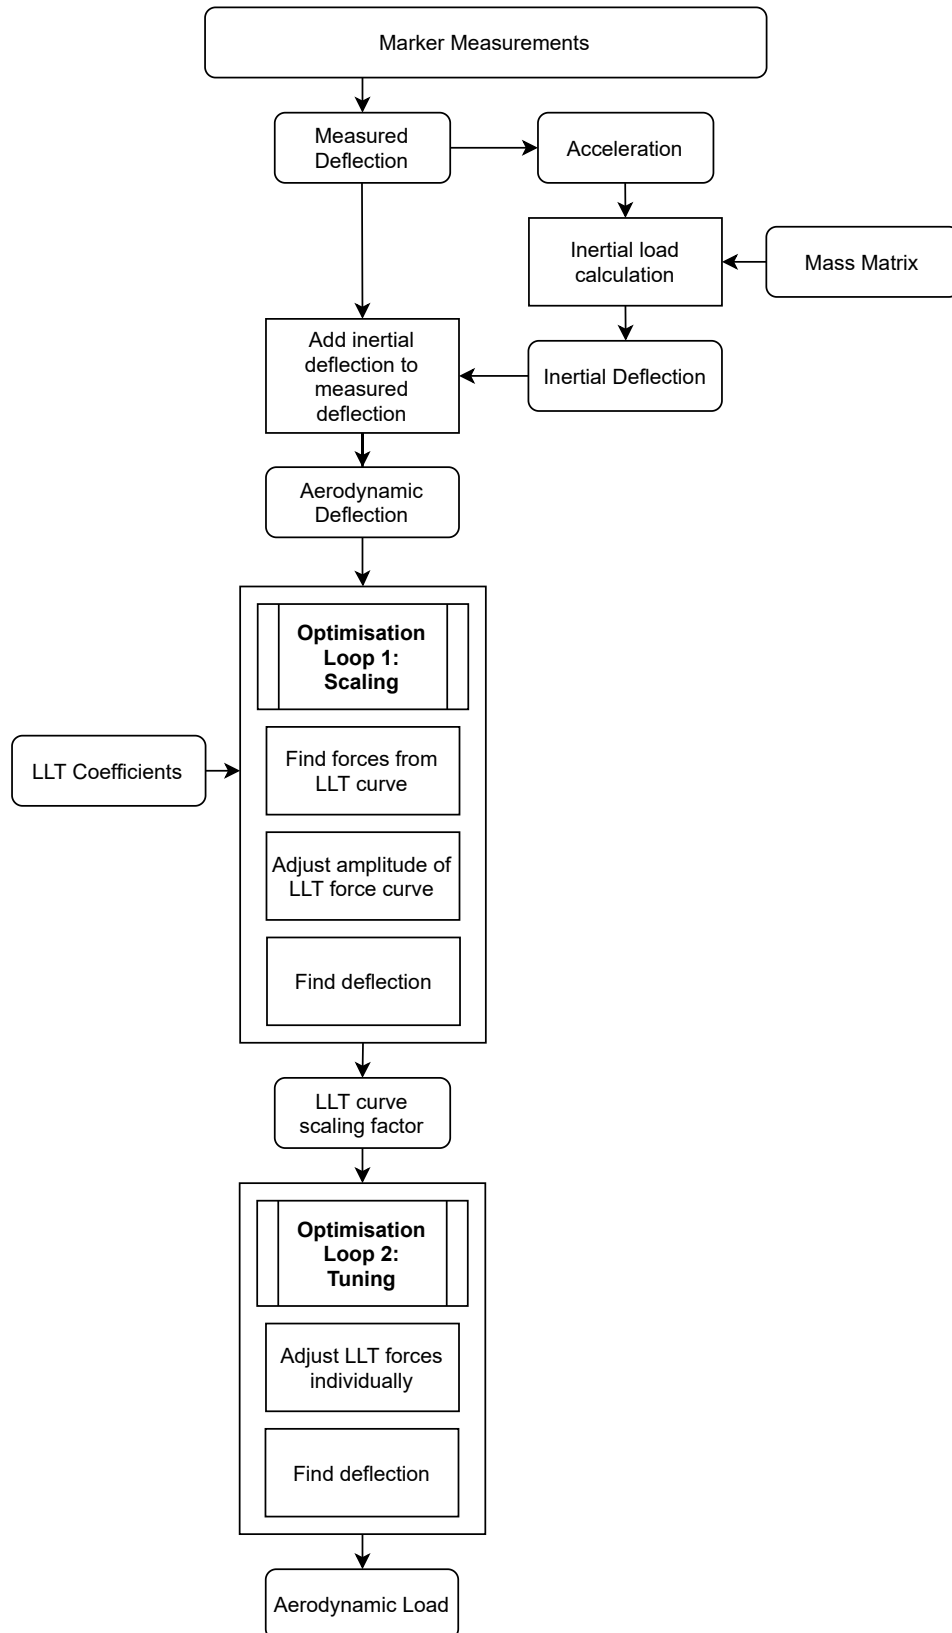 Marker Measurements
Measured
Deflection
Acceleration
Inertial load
calculation
Mass Matrix
Add inertial
deflection to
measured
deflection
Inertial Deflection
Aerodynamic
Deflection
Optimisation
Loop 1:
Scaling
LLT Coefficients
Find forces from
LLT curve
Adjust amplitude of
LLT force curve
Find deflection
LLT curve
scaling factor
Optimisation
Loop 2:
Tuning
Adjust LLT forces
individually
Find deflection
Aerodynamic Load